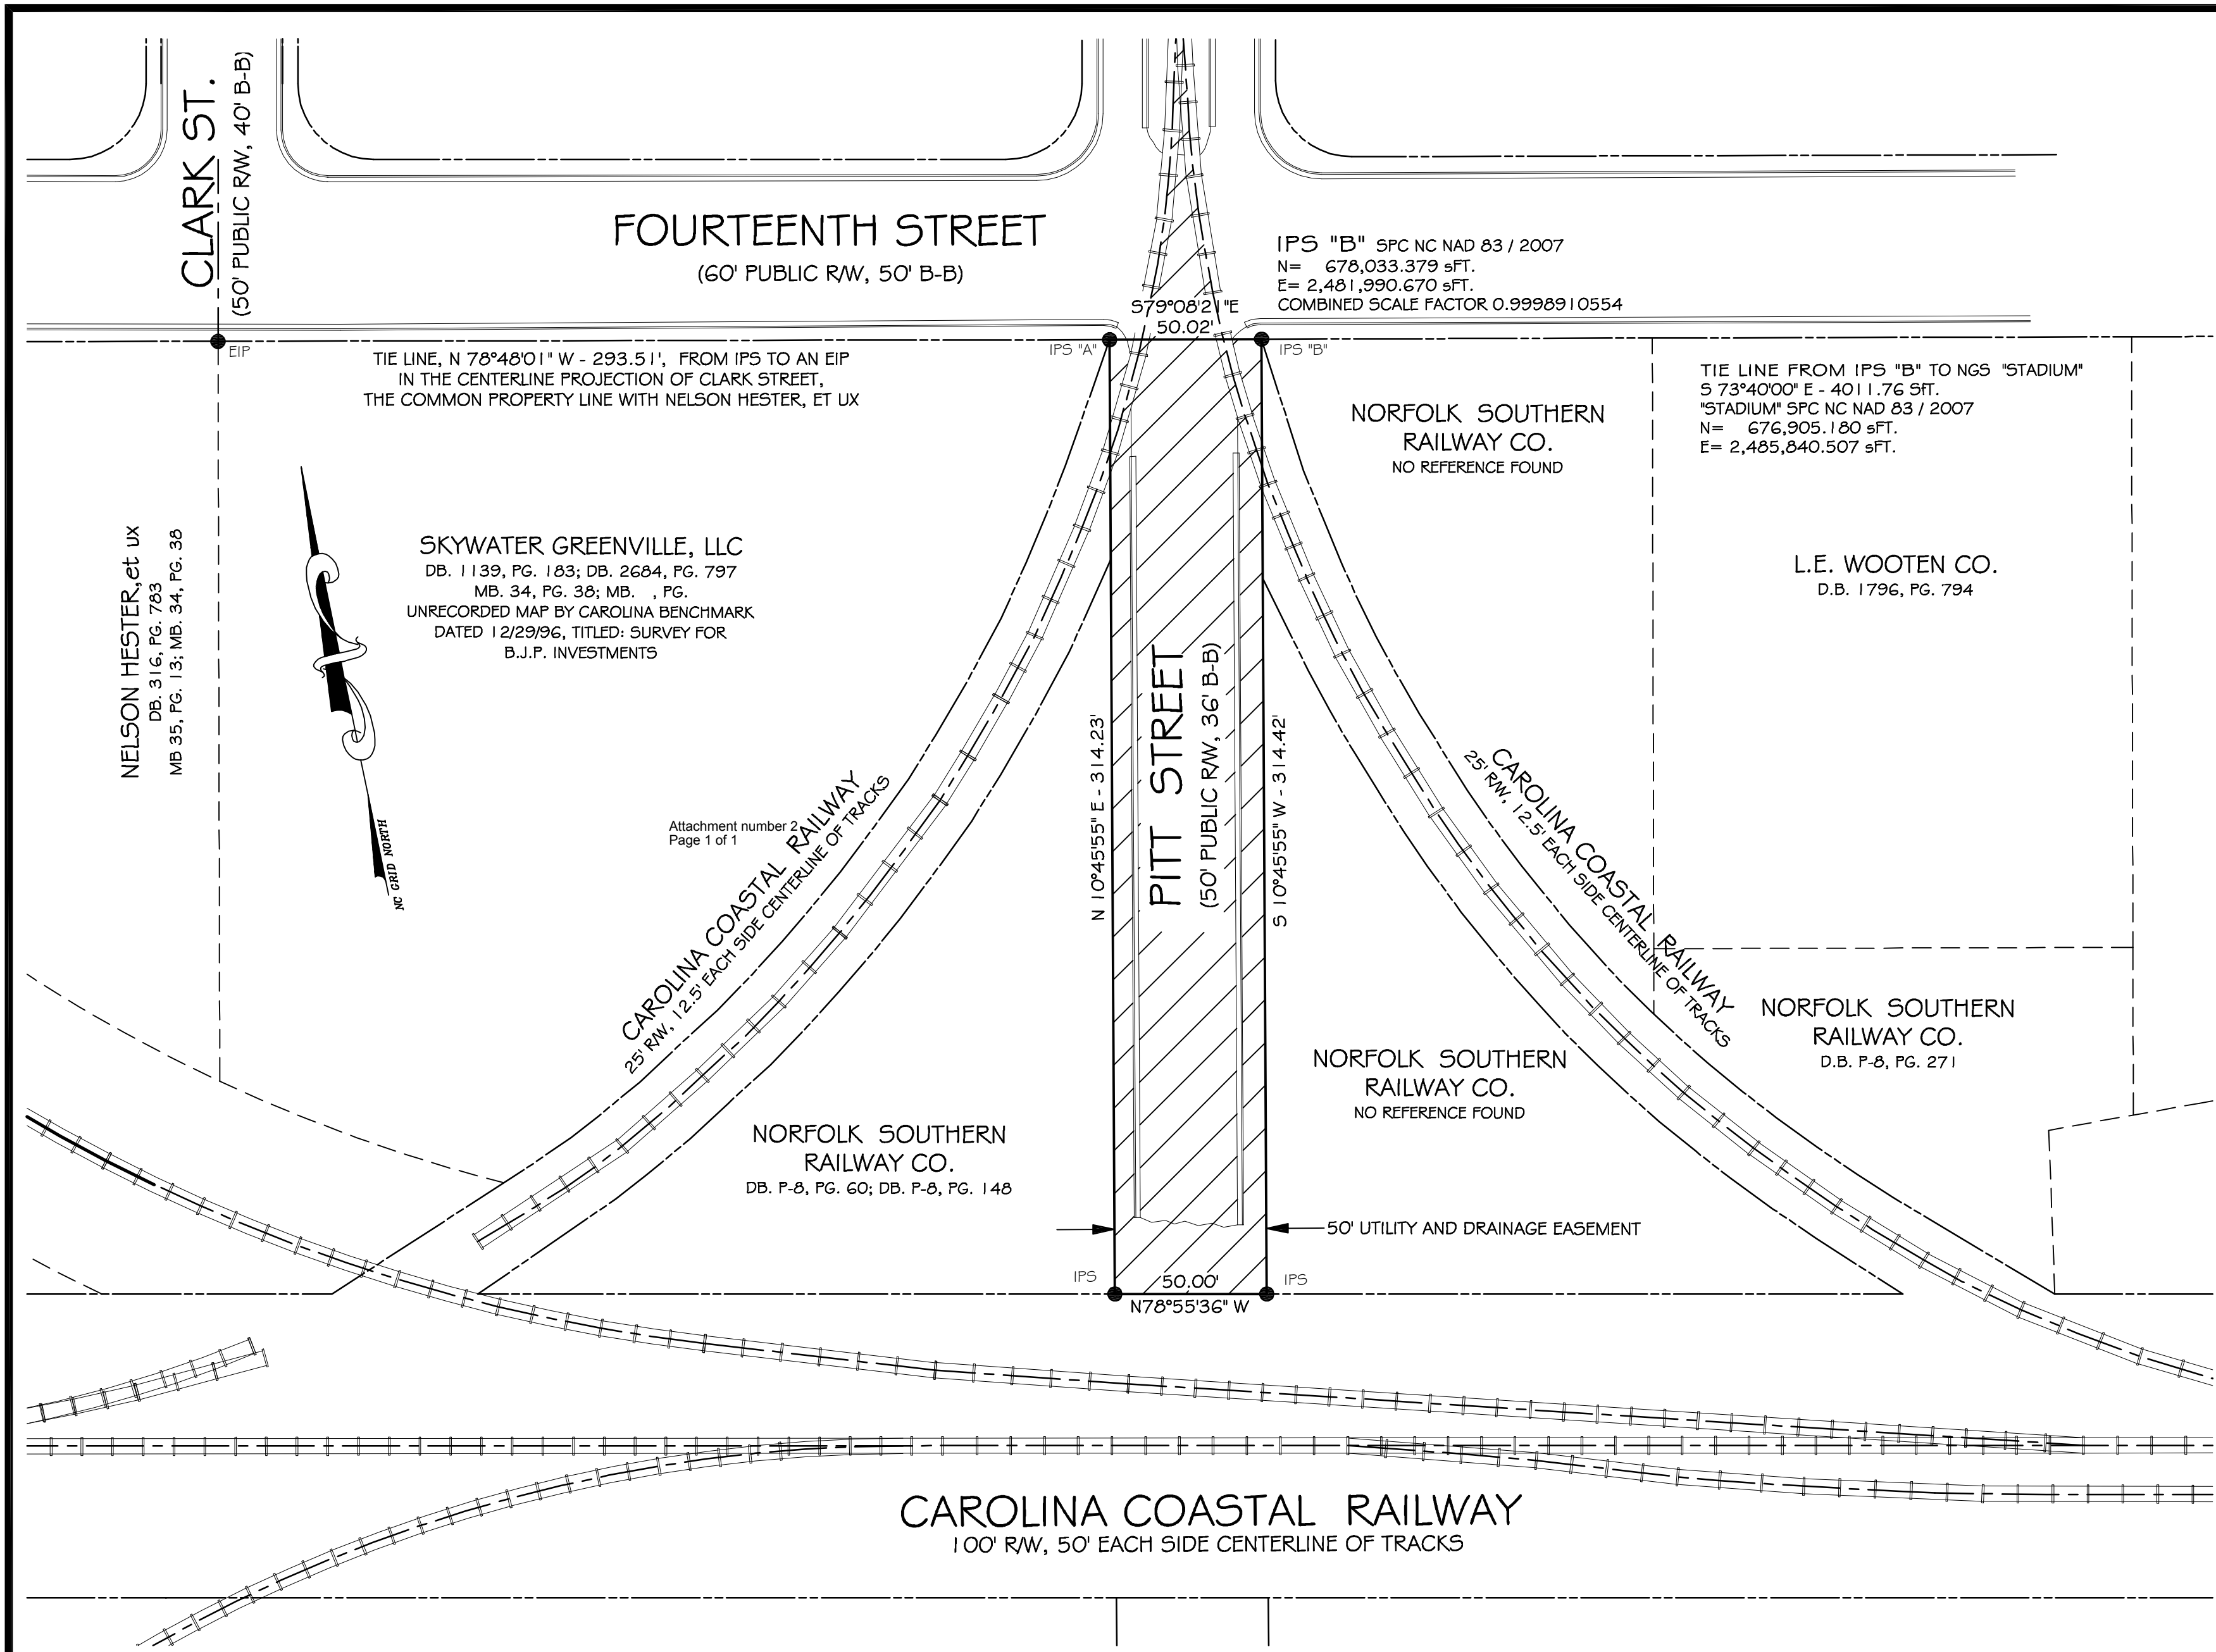 CLARK ST.
(50' PUBLIC R/W, 40' B-B)
FOURTEENTH STREET
(60' PUBLIC R/W, 50' B-B)
IPS "B" SPC NC NAD 83 / 2007
N= 678,033.379 sFT.
E= 2,481,990.670 sFT.
COMBINED SCALE FACTOR 0.9998910554
S79°08'21"E
50.02'
EIP
IPS "A"
IPS "B"
TIE LINE, N 78°48'01" W - 293.51', FROM IPS TO AN EIP
IN THE CENTERLINE PROJECTION OF CLARK STREET,
THE COMMON PROPERTY LINE WITH NELSON HESTER, ET UX
TIE LINE FROM IPS "B" TO NGS "STADIUM"
S 73°40'00" E - 4011.76 SfT.
"STADIUM" SPC NC NAD 83 / 2007
N= 676,905.180 sFT.
E= 2,485,840.507 sFT.
NORFOLK SOUTHERN
RAILWAY CO.
NO REFERENCE FOUND
NELSON HESTER,et ux
DB. 316, PG. 783
MB 35, PG. 13; MB. 34, PG. 38
SKYWATER GREENVILLE, LLC
DB. 1139, PG. 183; DB. 2684, PG. 797
MB. 34, PG. 38; MB. , PG.
UNRECORDED MAP BY CAROLINA BENCHMARK
DATED 12/29/96, TITLED: SURVEY FOR
B.J.P. INVESTMENTS
L.E. WOOTEN CO.
D.B. 1796, PG. 794
NC GRID NORTH
Attachment number 2
Page 1 of 1
CAROLINA COASTAL RAILWAY
25' R/W, 12.5' EACH SIDE CENTERLINE OF TRACKS
N 10°45'55" E - 314.23'
PITT STREET
(50' PUBLIC R/W, 36' B-B)
S 10°45'55" W - 314.42'
CAROLINA COASTAL RAILWAY
25' R/W, 12.5' EACH SIDE CENTERLINE OF TRACKS
NORFOLK SOUTHERN
RAILWAY CO.
D.B. P-8, PG. 271
NORFOLK SOUTHERN
RAILWAY CO.
NO REFERENCE FOUND
NORFOLK SOUTHERN
RAILWAY CO.
DB. P-8, PG. 60; DB. P-8, PG. 148
50' UTILITY AND DRAINAGE EASEMENT
IPS
50.00'
IPS
N78°55'36" W
CAROLINA COASTAL RAILWAY
100' R/W, 50' EACH SIDE CENTERLINE OF TRACKS